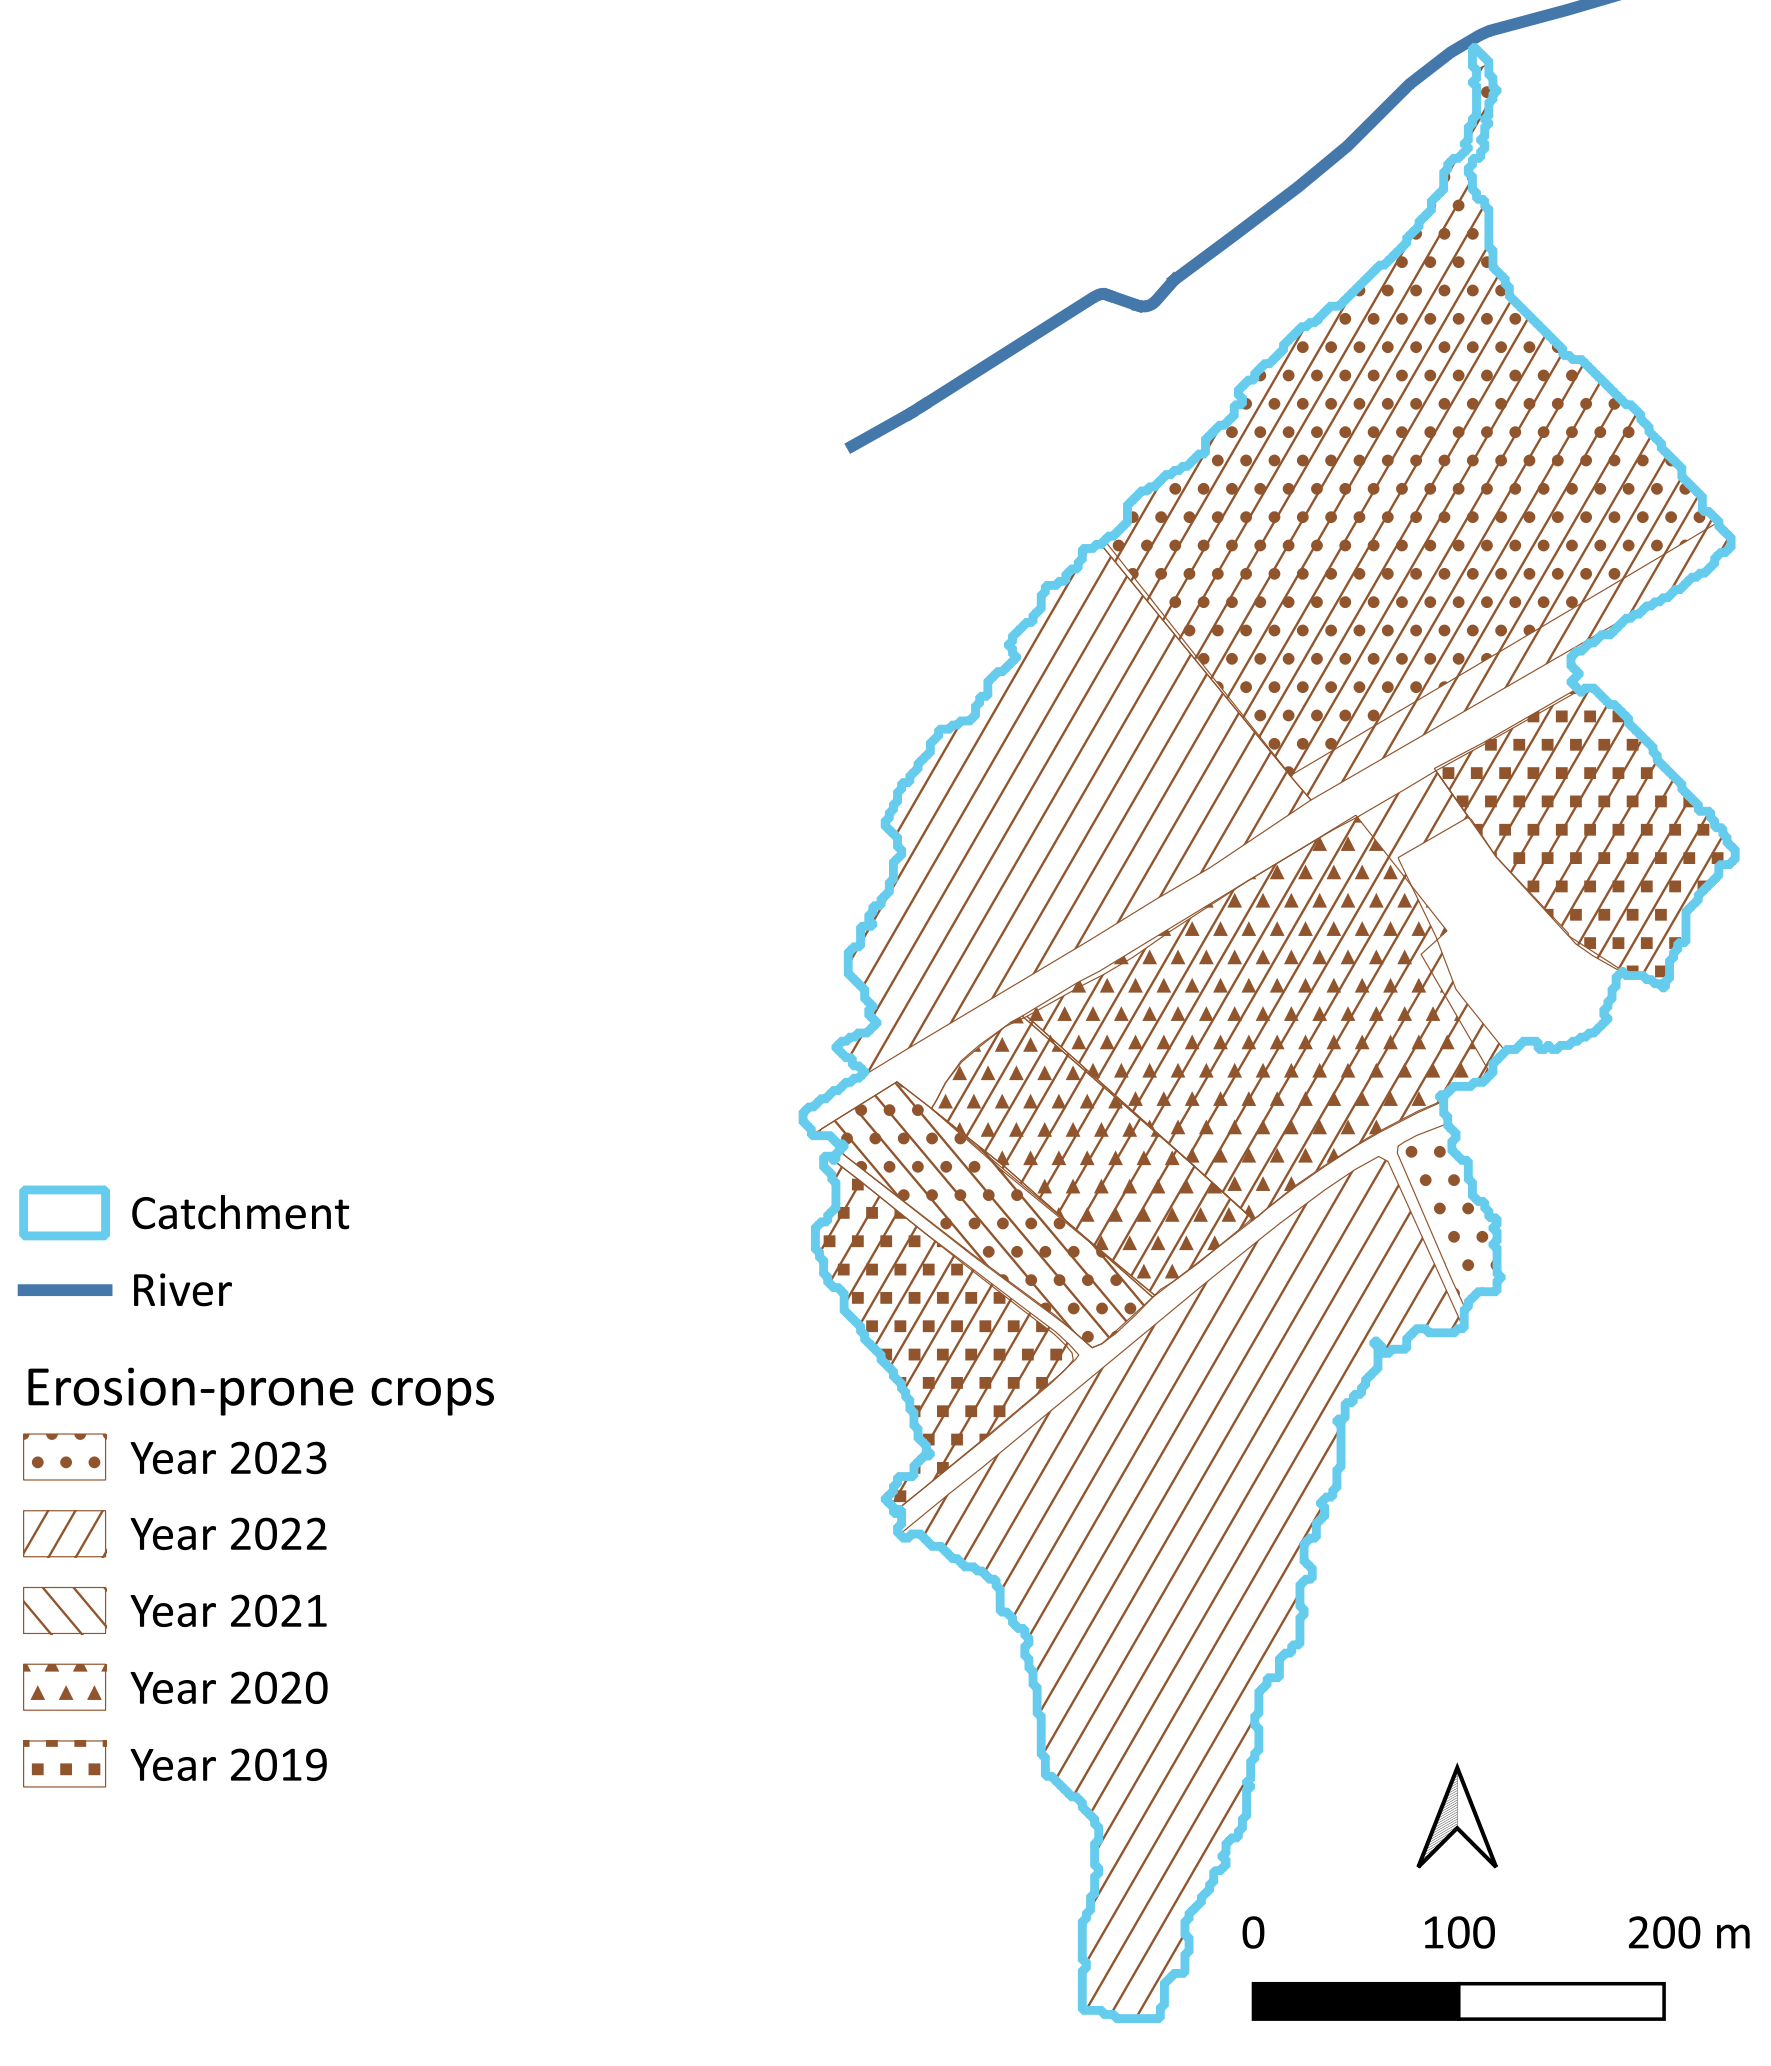 Catchment
River
Erosion-prone crops
Year 2023
Year 2022
Year 2021
Year 2020
Year 2019
0 100 200 m